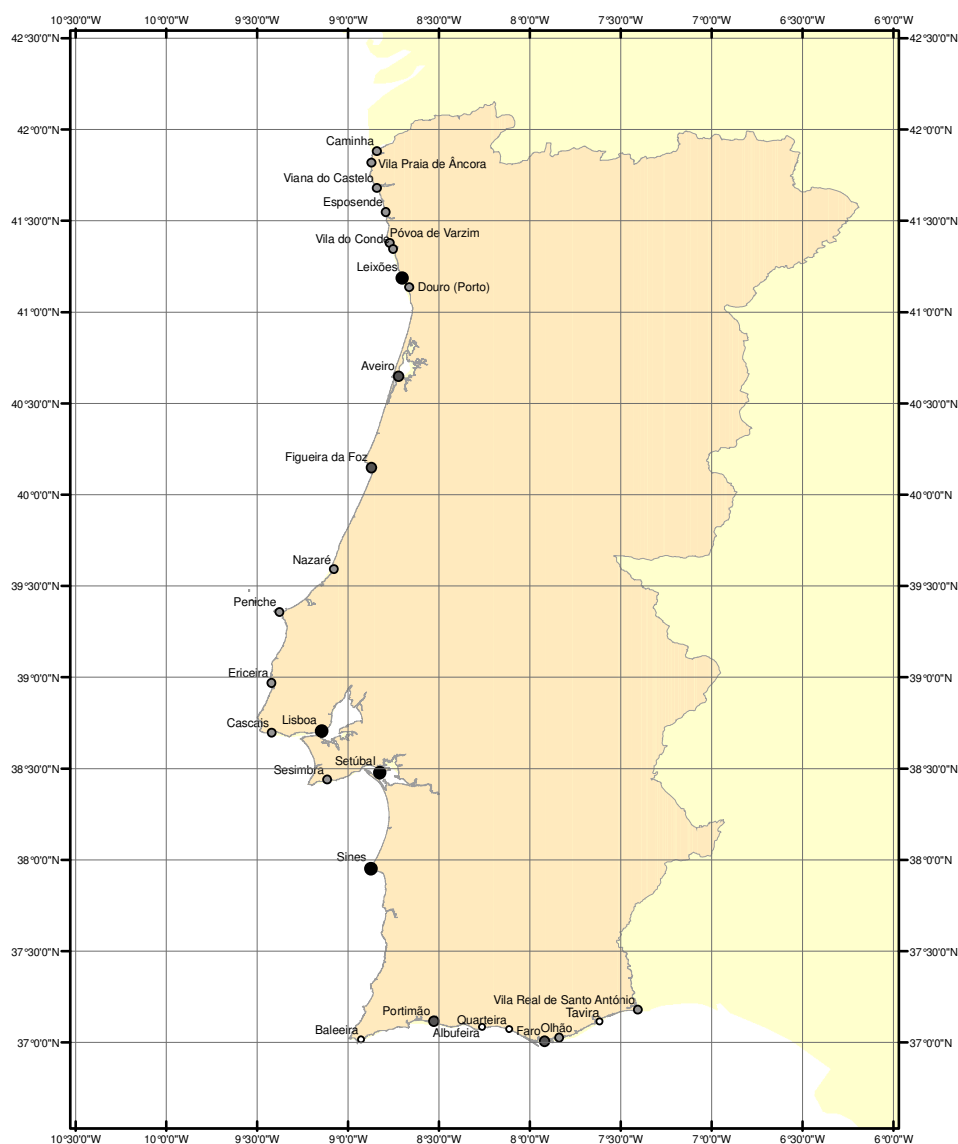 10°30'0"W 10°0'0"W 9°30'0"W 9°0'0"W 8°30'0"W 8°0'0"W 7°30'0"W 7°0'0"W 6°30'0"W 6°0'0"W
42°30'0"N 42°30'0"N
42°0'0"N 42°0'0"N
Caminha
Vila Praia de Âncora
Viana do Castelo
Esposende
41°30'0"N 41°30'0"N
Póvoa de Varzim
Vila do Conde
Leixões
Douro (Porto)
41°0'0"N 41°0'0"N
Aveiro
40°30'0"N 40°30'0"N
Figueira da Foz
40°0'0"N 40°0'0"N
Nazaré
39°30'0"N 39°30'0"N
Peniche
Ericeira
39°0'0"N 39°0'0"N
Lisboa
Cascais
Setúbal
Sesimbra
38°30'0"N 38°30'0"N
Sines
38°0'0"N 38°0'0"N
37°30'0"N 37°30'0"N
Vila Real de Santo António
Portimão
Tavira
Quarteira
Baleeira
Albufeira
Faro
Olhão
37°0'0"N 37°0'0"N
10°30'0"W 10°0'0"W 9°30'0"W 9°0'0"W 8°30'0"W 8°0'0"W 7°30'0"W 7°0'0"W 6°30'0"W 6°0'0"W